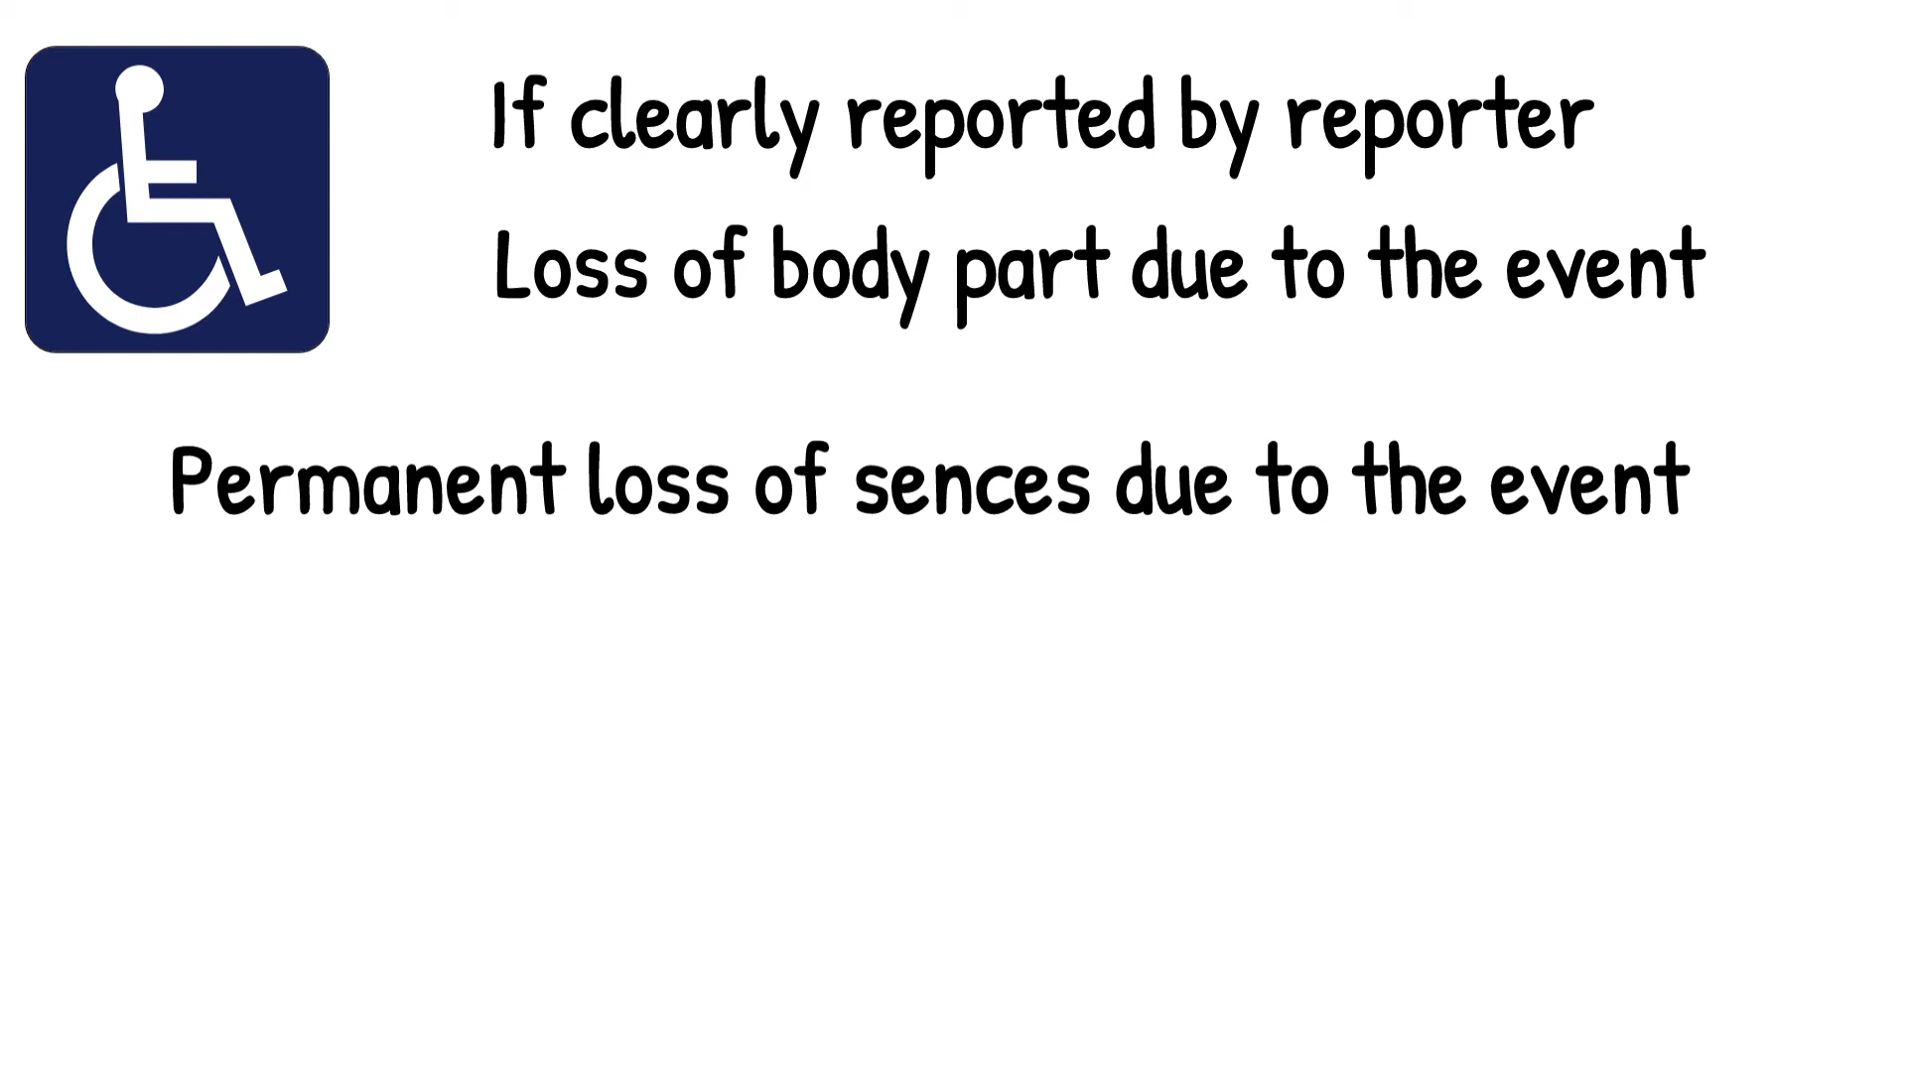 If clearly reported by reporter
Loss of body part due to the event
Permanent loss of sences due to the event